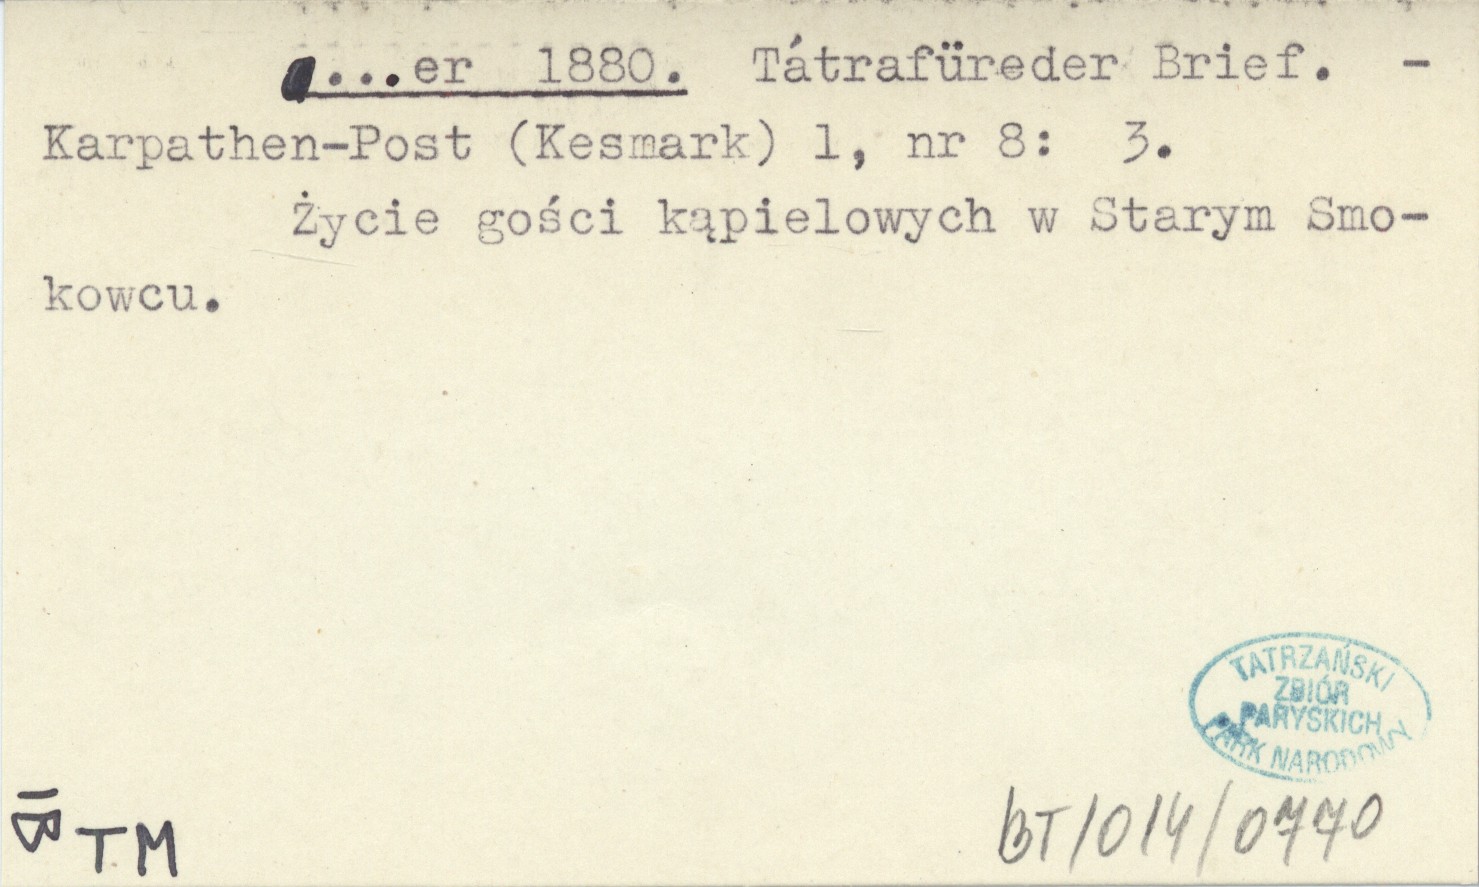 ...er 1880. Tátrafüreder Brief. -
Karpathen-Post (Kesmark) 1, nr 8: 3.
Życie gości kąpielowych w Starym Smo-
kowcu.
TATRZAŃSKI
ZBIÓR
PARYSKICH
PARK NARODOWY
TM
BT/014/0770